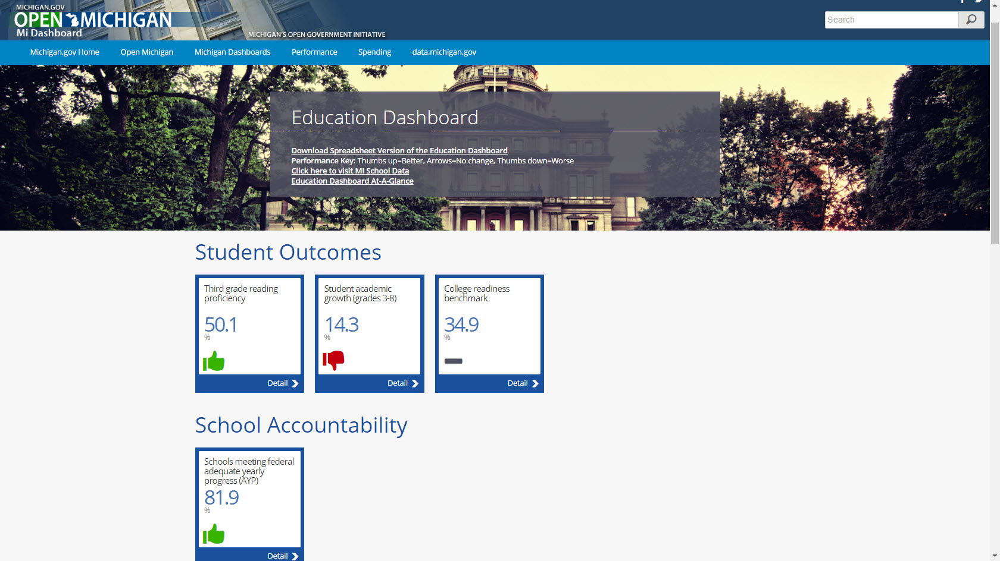 MICHIGAN.GOV
OPEN MICHIGAN
Mi Dashboard
MICHIGAN'S OPEN GOVERNMENT INITIATIVE
Search
Michigan.gov Home
Open Michigan
Michigan Dashboards
Performance
Spending
data.michigan.gov
Education Dashboard
Download Spreadsheet Version of the Education Dashboard
Performance Key: Thumbs up=Better, Arrows=No change, Thumbs down=Worse
Click here to visit MI School Data
Education Dashboard At-A-Glance
Student Outcomes
Third grade reading
proficiency
50.1
%
Detail
Student academic
growth (grades 3-8)
14.3
%
Detail
College readiness
benchmark
34.9
%
Detail
School Accountability
Schools meeting federal
adequate yearly
progress (AYP)
81.9
%
Detail